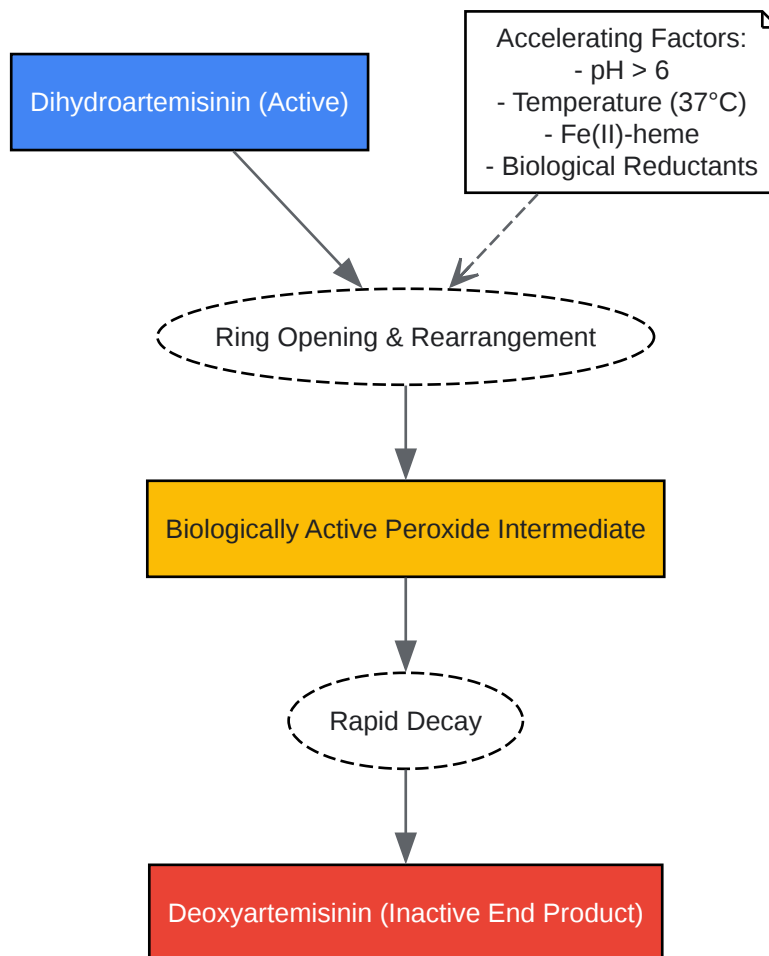 Accelerating Factors:
- pH > 6
- Temperature (37°C)
- Fe(II)-heme
- Biological Reductants
Dihydroartemisinin (Active)
Ring Opening & Rearrangement
Biologically Active Peroxide Intermediate
Rapid Decay
Deoxyartemisinin (Inactive End Product)